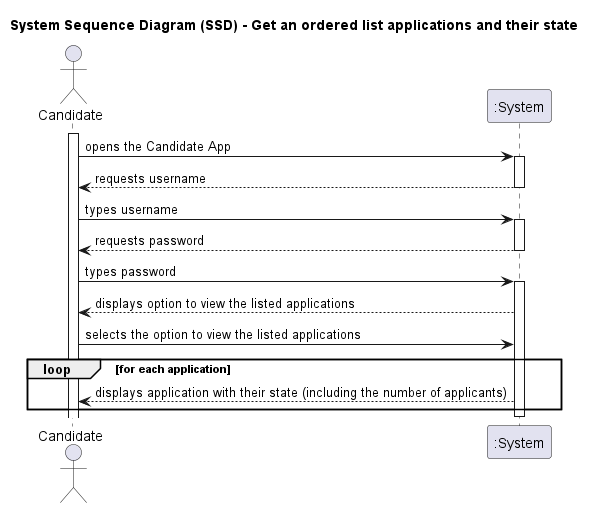 System Sequence Diagram (SSD) - Get an ordered list applications and their state
Candidate
:System
opens the Candidate App
requests username
types username
requests password
types password
displays option to view the listed applications
selects the option to view the listed applications
loop [for each application]
displays application with their state (including the number of applicants)
Candidate
:System